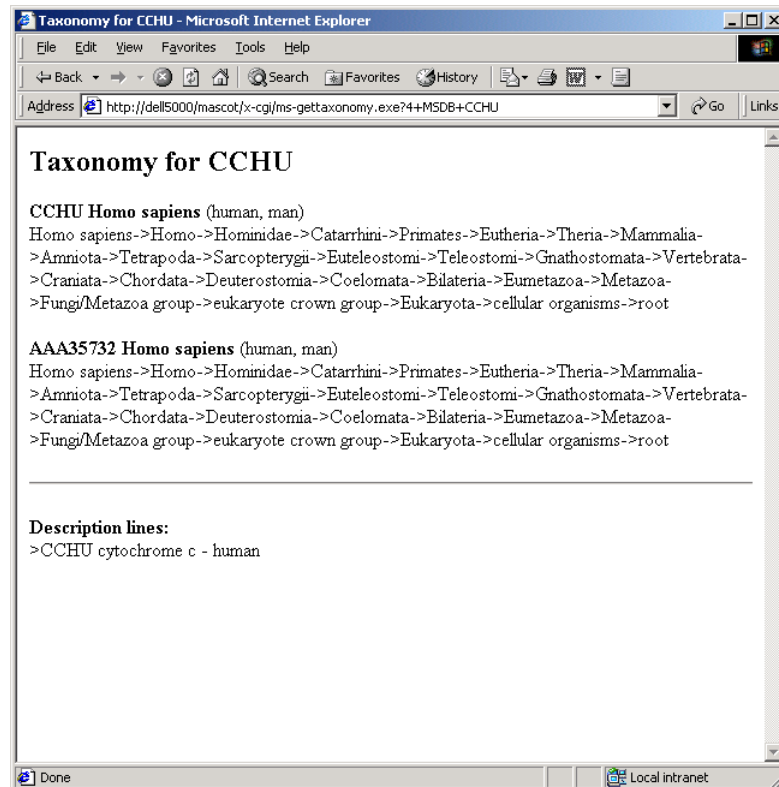 Taxonomy for CCHU - Microsoft Internet Explorer
File Edit View Favorites Tools Help
Back Search Favorites History
Address http://dell5000/mascot/x-cgi/ms-gettaxonomy.exe?4+MSDB+CCHU Go Links
Taxonomy for CCHU
CCHU Homo sapiens (human, man)
Homo sapiens->Homo->Hominidae->Catarrhini->Primates->Eutheria->Theria->Mammalia-
>Amniota->Tetrapoda->Sarcopterygii->Euteleostomi->Teleostomi->Gnathostomata->Vertebrata-
>Craniata->Chordata->Deuterostomia->Coelomata->Bilateria->Eumetazoa->Metazoa-
>Fungi/Metazoa group->eukaryote crown group->Eukaryota->cellular organisms->root
AAA35732 Homo sapiens (human, man)
Homo sapiens->Homo->Hominidae->Catarrhini->Primates->Eutheria->Theria->Mammalia-
>Amniota->Tetrapoda->Sarcopterygii->Euteleostomi->Teleostomi->Gnathostomata->Vertebrata-
>Craniata->Chordata->Deuterostomia->Coelomata->Bilateria->Eumetazoa->Metazoa-
>Fungi/Metazoa group->eukaryote crown group->Eukaryota->cellular organisms->root
Description lines:
>CCHU cytochrome c - human
Done Local intranet